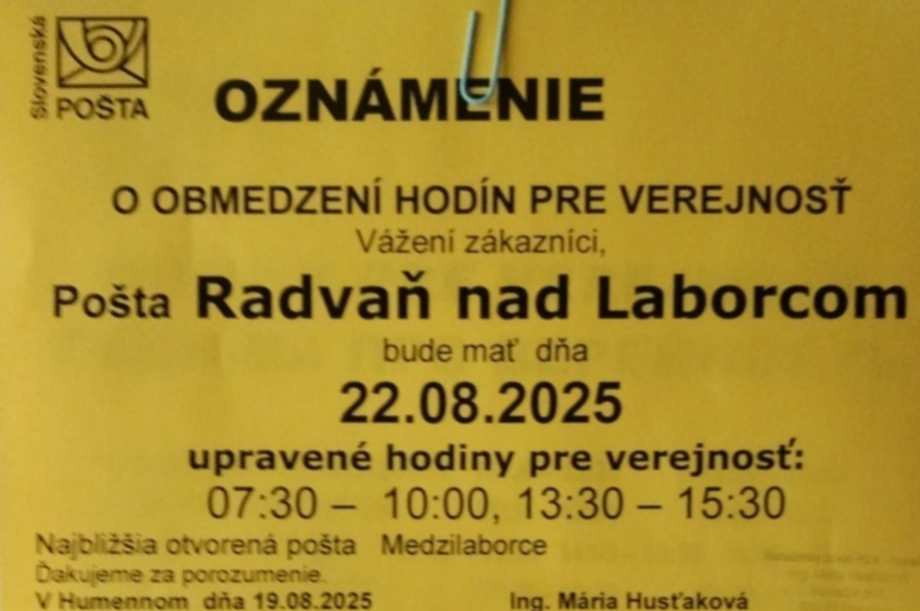 Slovenská
POŠTA
OZNÁMENIE
O OBMEDZENÍ HODÍN PRE VEREJNOSŤ
Vážení zákazníci,
Pošta Radvaň nad Laborcom
bude mať dňa
22.08.2025
upravené hodiny pre verejnosť:
07:30 – 10:00, 13:30 – 15:30
Najbližšia otvorená pošta Medzilaborce
Ďakujeme za porozumenie.
V Humennom dňa 19.08.2025 Ing. Mária Husťaková